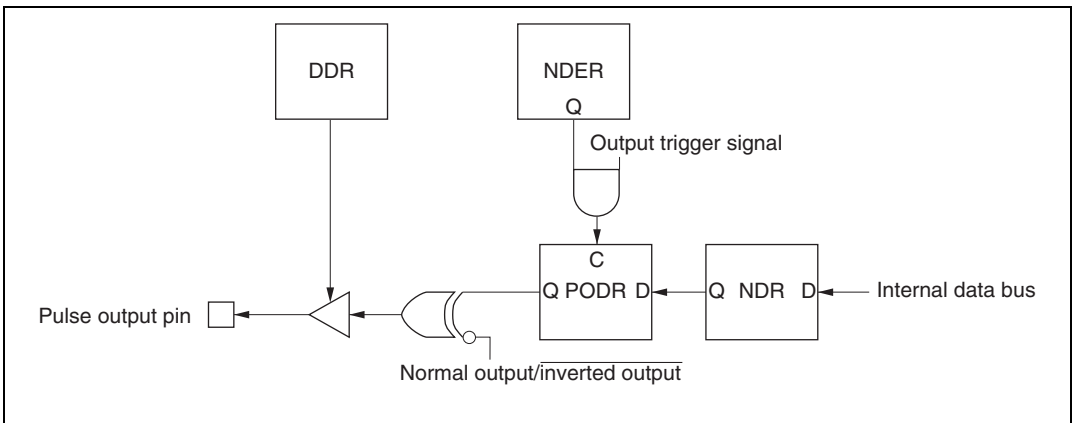 DDR
NDER
Q
Output trigger signal
C
Q PODR D
Q NDR D
Internal data bus
Pulse output pin
Normal output/inverted output